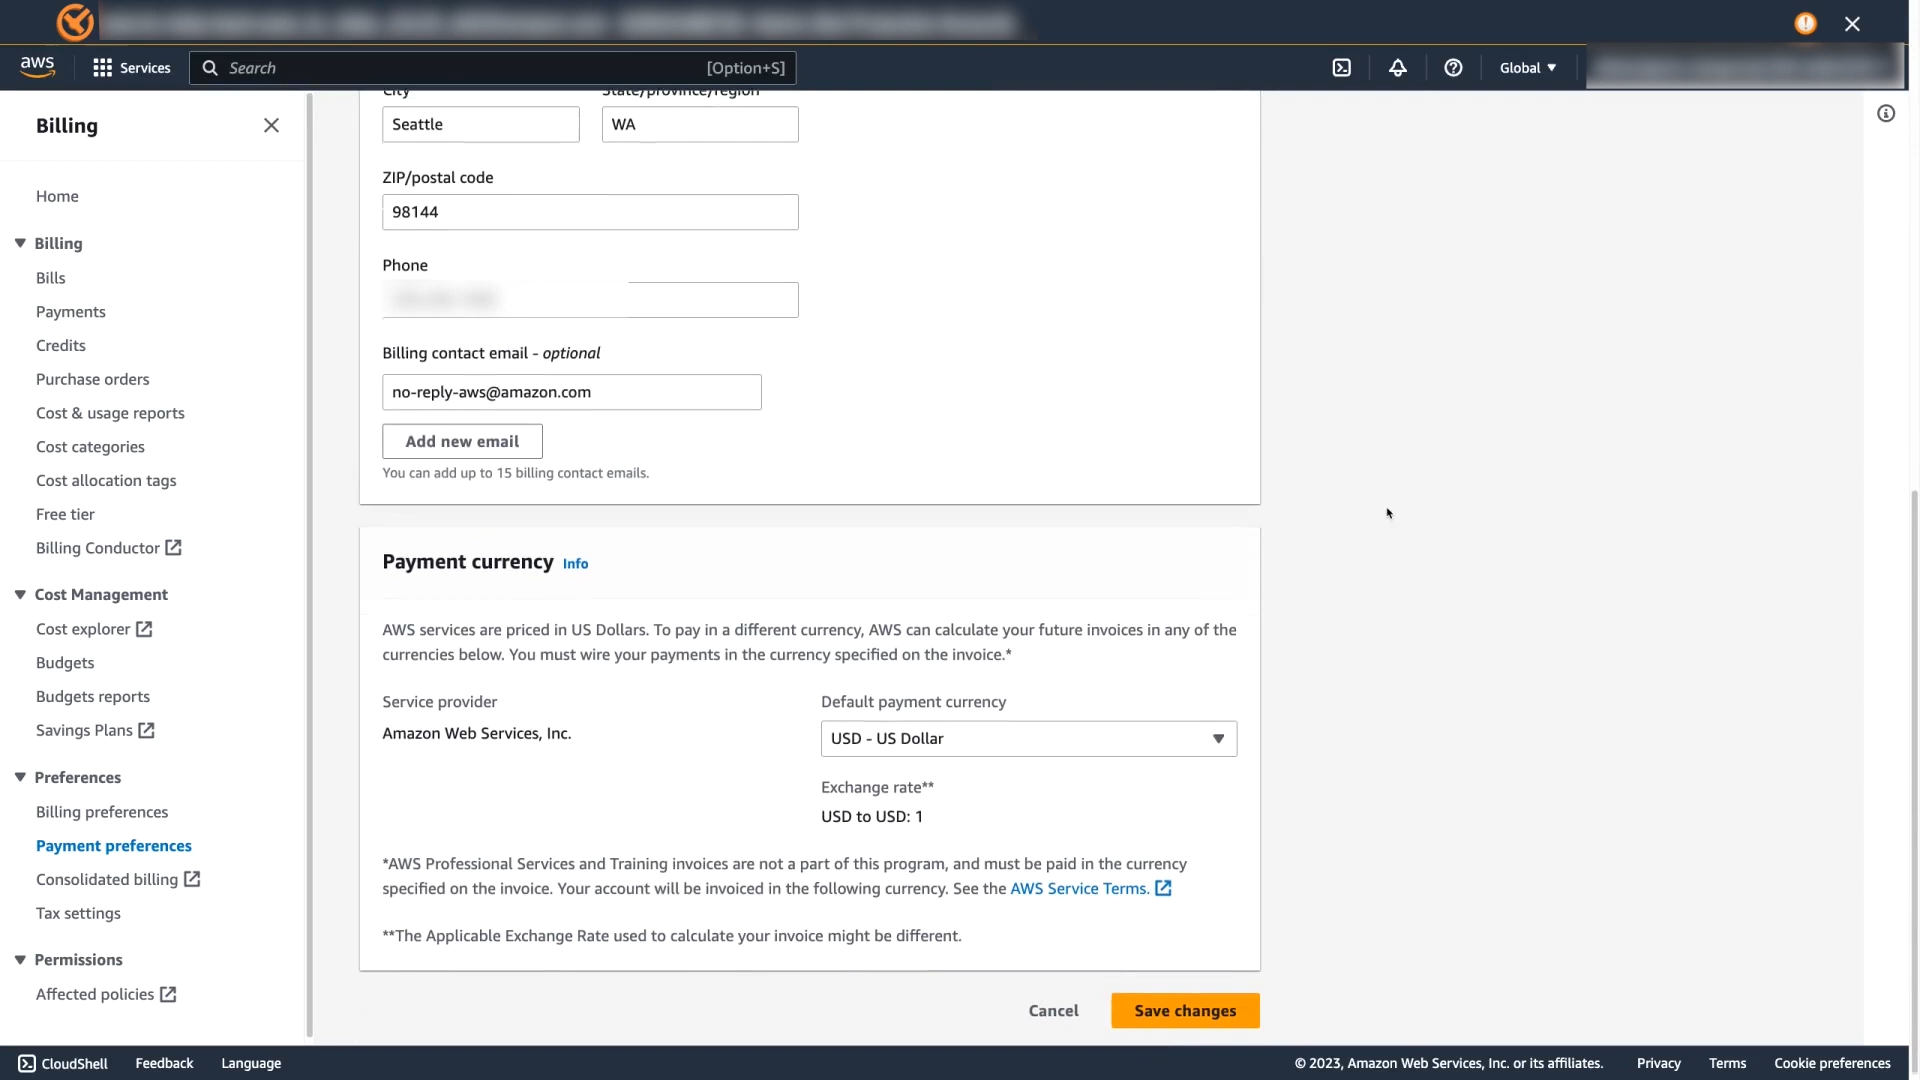 aws
Services
Search
[Option+S]
Global
Billing
Home
Billing
Bills
Payments
Credits
Purchase orders
Cost & usage reports
Cost categories
Cost allocation tags
Free tier
Billing Conductor
Cost Management
Cost explorer
Budgets
Budgets reports
Savings Plans
Preferences
Billing preferences
Payment preferences
Consolidated billing
Tax settings
Permissions
Affected policies
City
State/province/region
Seattle
WA
ZIP/postal code
98144
Phone
Billing contact email - optional
no-reply-aws@amazon.com
Add new email
You can add up to 15 billing contact emails.
Payment currency Info
AWS services are priced in US Dollars. To pay in a different currency, AWS can calculate your future invoices in any of the
currencies below. You must wire your payments in the currency specified on the invoice.*
Service provider
Amazon Web Services, Inc.
Default payment currency
USD - US Dollar
Exchange rate**
USD to USD: 1
*AWS Professional Services and Training invoices are not a part of this program, and must be paid in the currency
specified on the invoice. Your account will be invoiced in the following currency. See the AWS Service Terms.
**The Applicable Exchange Rate used to calculate your invoice might be different.
Cancel
Save changes
CloudShell
Feedback
Language
© 2023, Amazon Web Services, Inc. or its affiliates.
Privacy
Terms
Cookie preferences